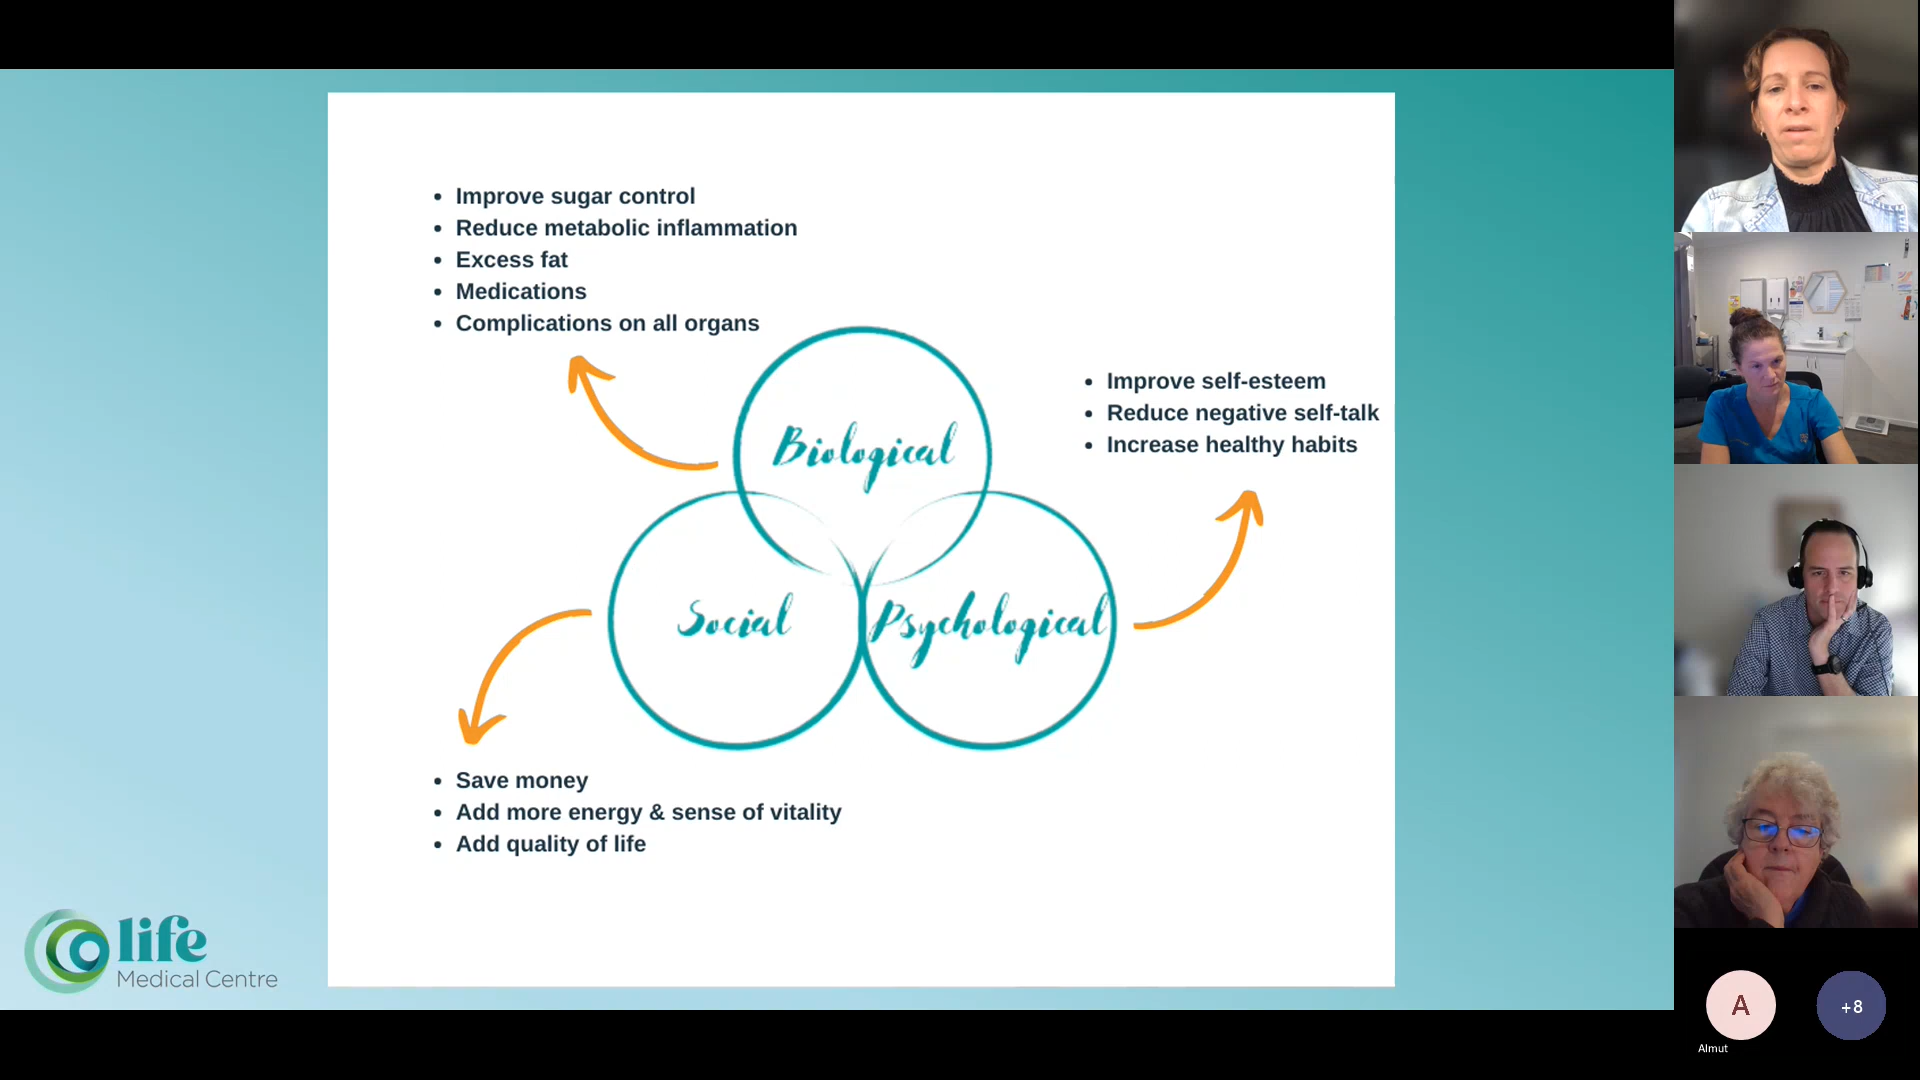 Improve sugar control
Reduce metabolic inflammation
Excess fat
Medications
Complications on all organs
Improve self-esteem
Reduce negative self-talk
Increase healthy habits
Biological
Social
Psychological
Save money
Add more energy & sense of vitality
Add quality of life
life
Medical Centre
A
+8
Almut